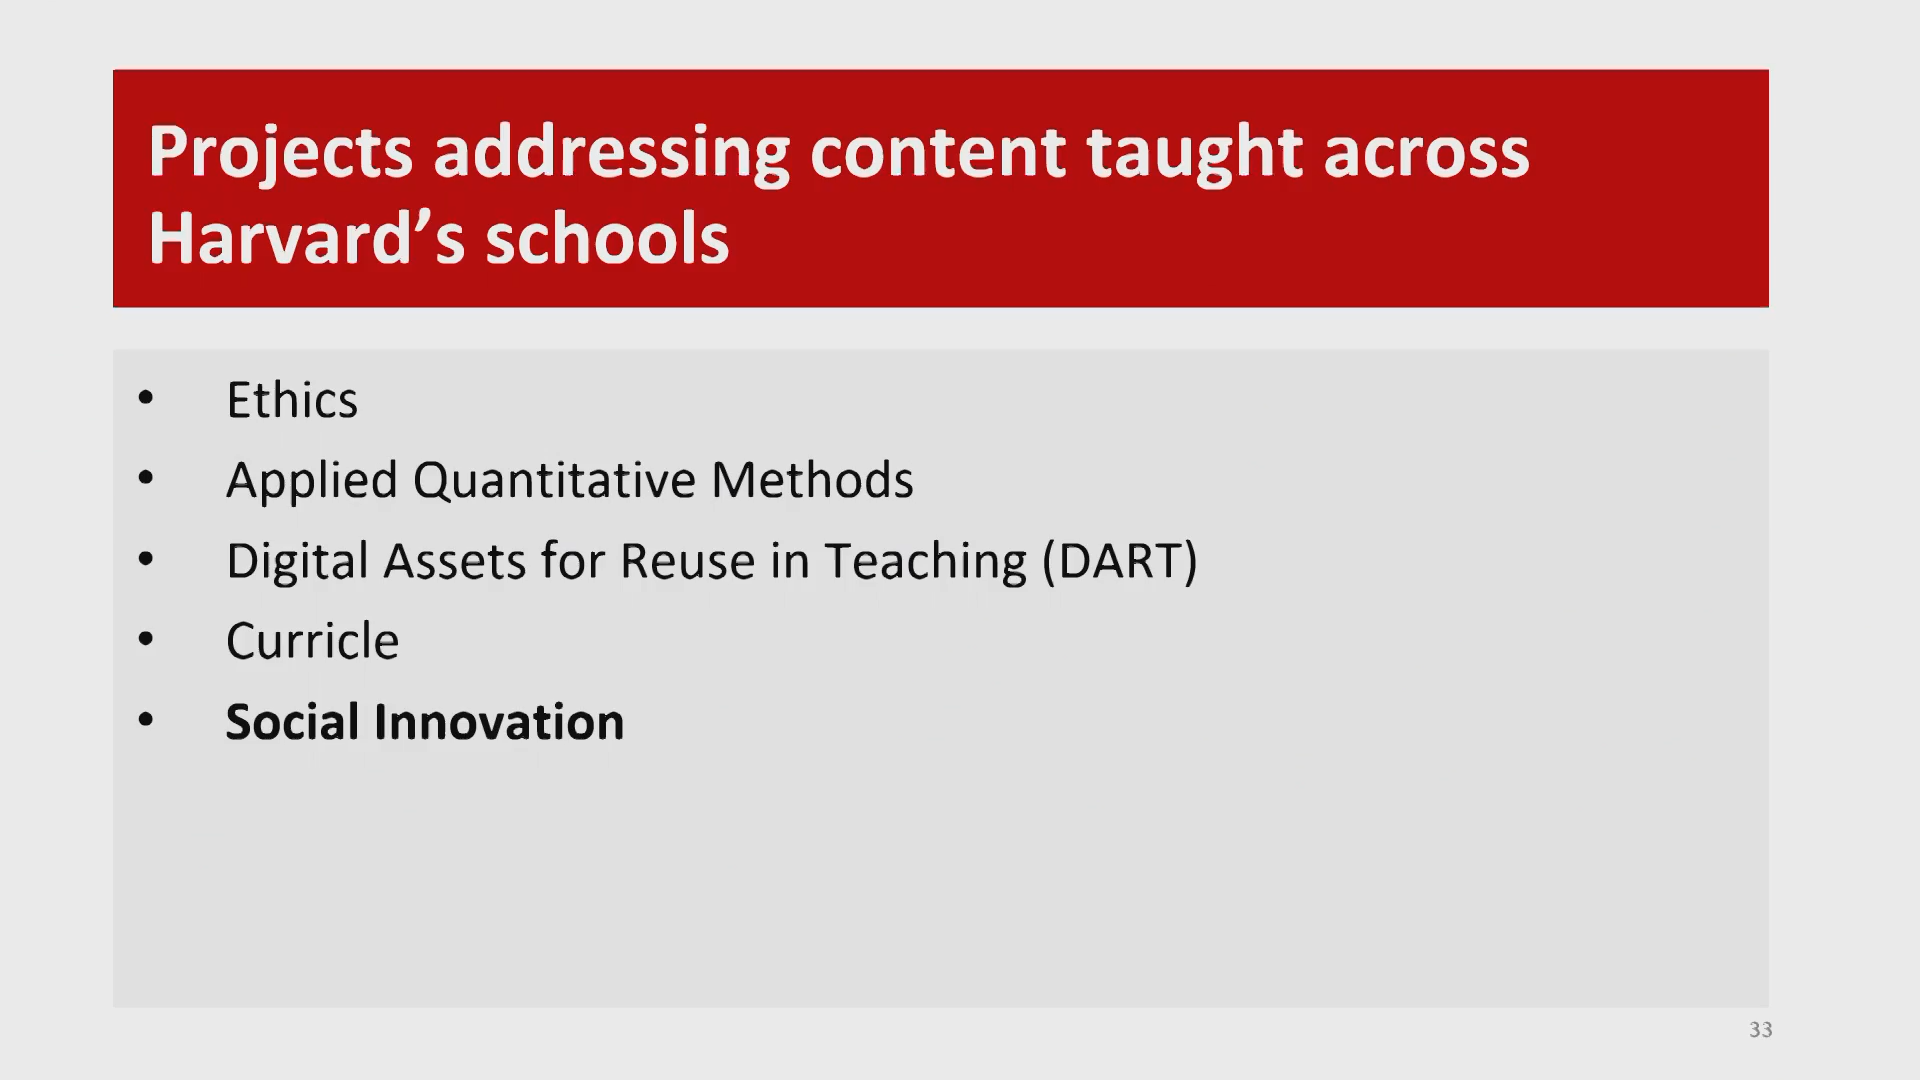 Projects addressing content taught across
Harvard’s schools
• Ethics
• Applied Quantitative Methods
• Digital Assets for Reuse in Teaching (DART)
• Curricle
• Social Innovation
33